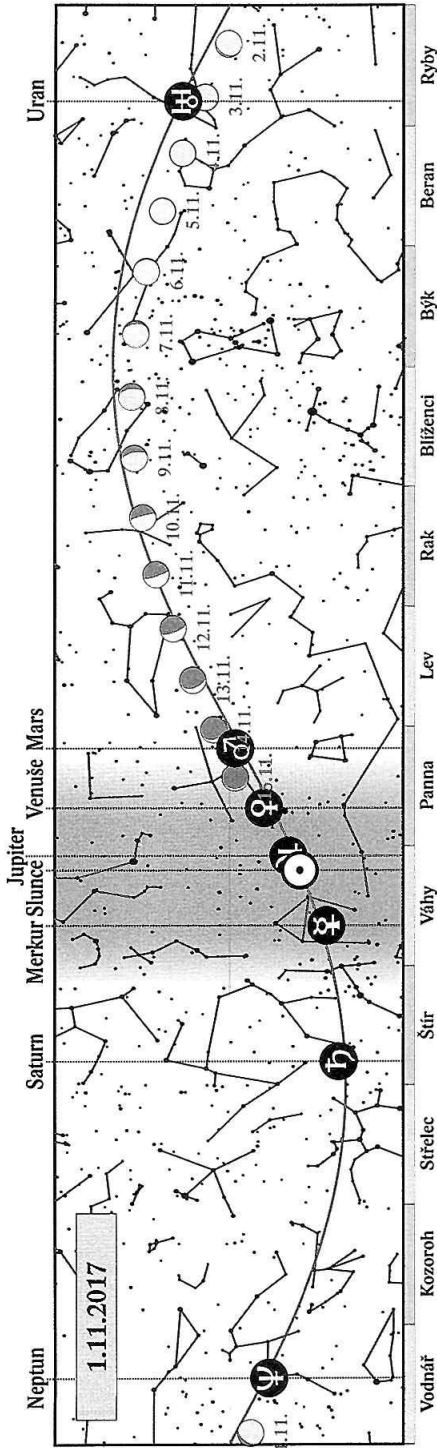 Jupiter
Neptun Saturn Merkur Slunce Venuše Mars Uran
1.11.2017
13.11. 12.11. 11.11. 10.11. 9.11. 8.11. 7.11. 6.11. 5.11. 4.11. 3.11. 2.11.
Vodnář Kozoroh Střelec Štír Váhy Panna Lev Rak Blíženci Býk Beran Ryby